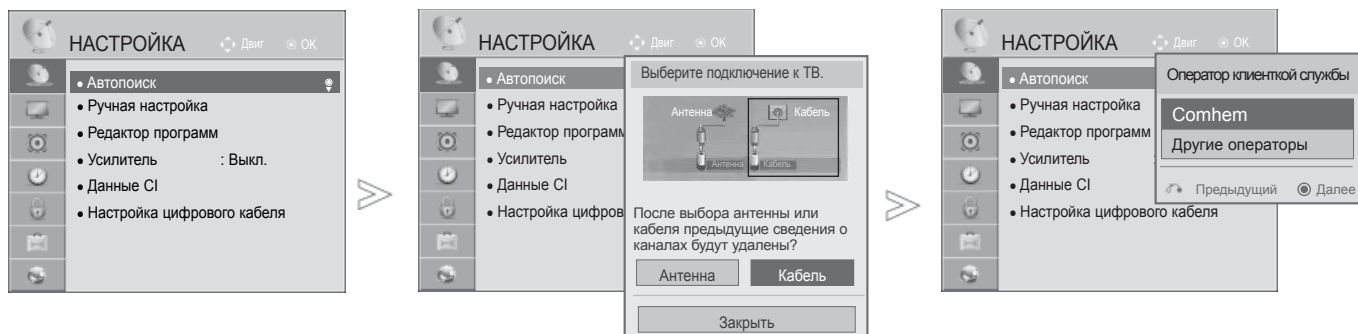 НАСТРОЙКА
Двиг
ОК
• Автопоиск
• Ручная настройка
• Редактор программ
• Усилитель : Выкл.
• Данные CI
• Настройка цифрового кабеля
НАСТРОЙКА
Двиг
ОК
• Автопоиск
• Ручная настройка
• Редактор программ
• Усилитель
• Данные CI
• Настройка цифров
Выберите подключение к ТВ.
Антенна
Кабель
Антенна
Кабель
После выбора антенны или
кабеля предыдущие сведения о
каналах будут удалены?
Антенна
Кабель
Закрыть
НАСТРОЙКА
Двиг
ОК
• Автопоиск
• Ручная настройка
• Редактор программ
• Усилитель :
• Данные CI
• Настройка цифрового кабеля
Оператор клиенткой службы
Comhem
Другие операторы
Предыдущий
Далее